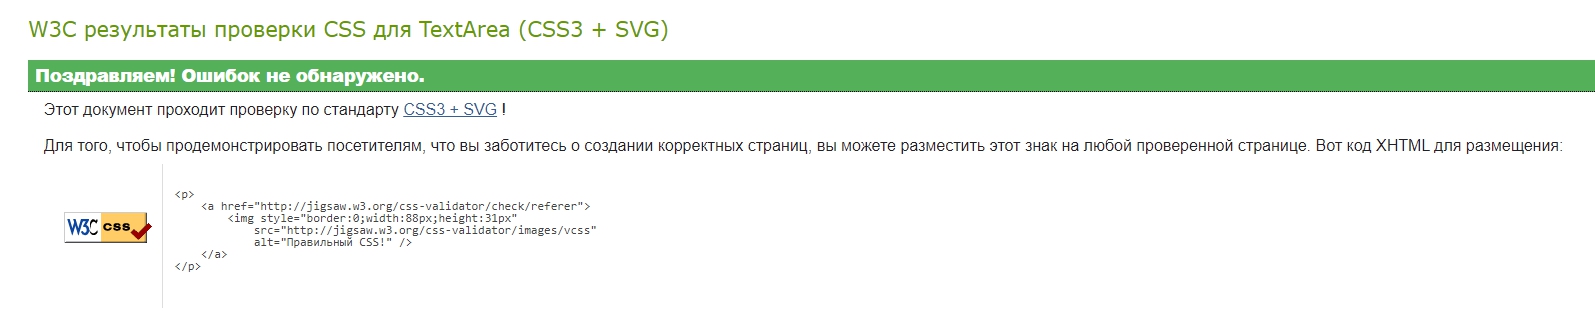 W3C результаты проверки CSS для TextArea (CSS3 + SVG)
Поздравляем! Ошибок не обнаружено.
Этот документ проходит проверку по стандарту CSS3 + SVG !
Для того, чтобы продемонстрировать посетителям, что вы заботитесь о создании корректных страниц, вы можете разместить этот знак на любой проверенной странице. Вот код XHTML для размещения:
W3C css
<p>
<a href="http://jigsaw.w3.org/css-validator/check/referer">
<img style="border:0;width:88px;height:31px"
src="http://jigsaw.w3.org/css-validator/images/vcss"
alt="Правильный CSS!" />
</a>
</p>